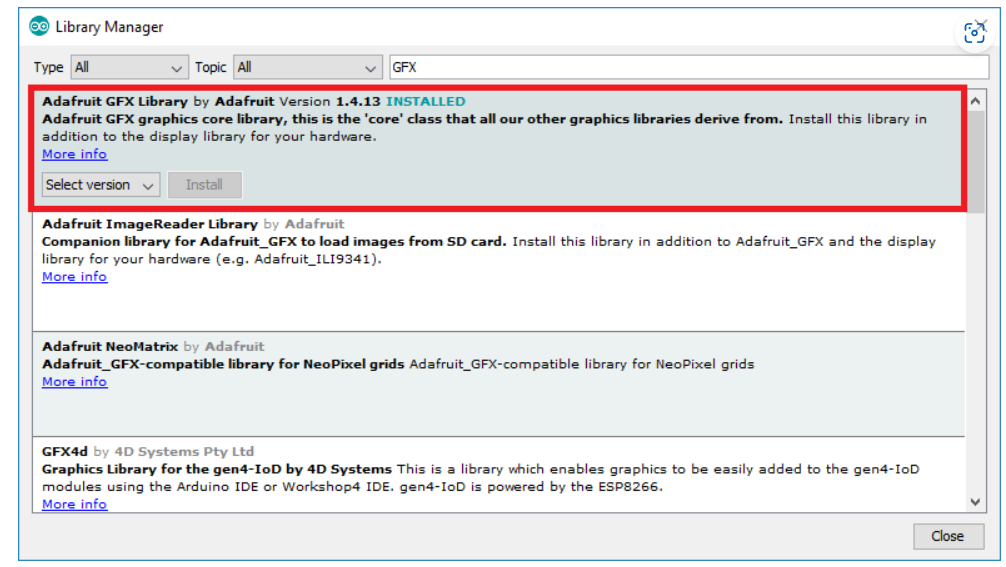 Library Manager
Type All Topic All GFX
Adafruit GFX Library by Adafruit Version 1.4.13 INSTALLED
Adafruit GFX graphics core library, this is the 'core' class that all our other graphics libraries derive from. Install this library in
addition to the display library for your hardware.
More info
Select version Install
Adafruit ImageReader Library by Adafruit
Companion library for Adafruit_GFX to load images from SD card. Install this library in addition to Adafruit_GFX and the display
library for your hardware (e.g. Adafruit_ILI9341).
More info
Adafruit NeoMatrix by Adafruit
Adafruit_GFX-compatible library for NeoPixel grids Adafruit_GFX-compatible library for NeoPixel grids
More info
GFX4d by 4D Systems Pty Ltd
Graphics Library for the gen4-IoD by 4D Systems This is a library which enables graphics to be easily added to the gen4-IoD
modules using the Arduino IDE or Workshop4 IDE. gen4-IoD is powered by the ESP8266.
More info
Close